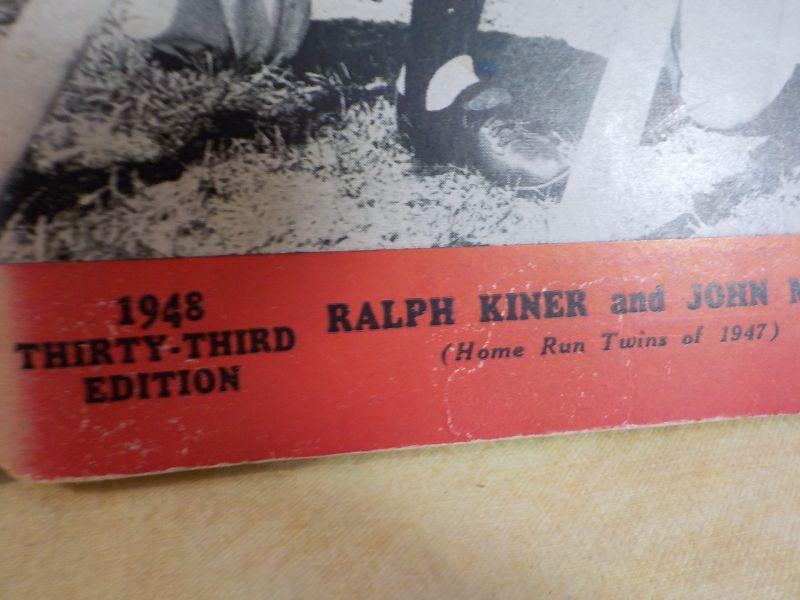 1948
THIRTY-THIRD
EDITION
RALPH KINER and JOHN
(Home Run Twins of 1947)